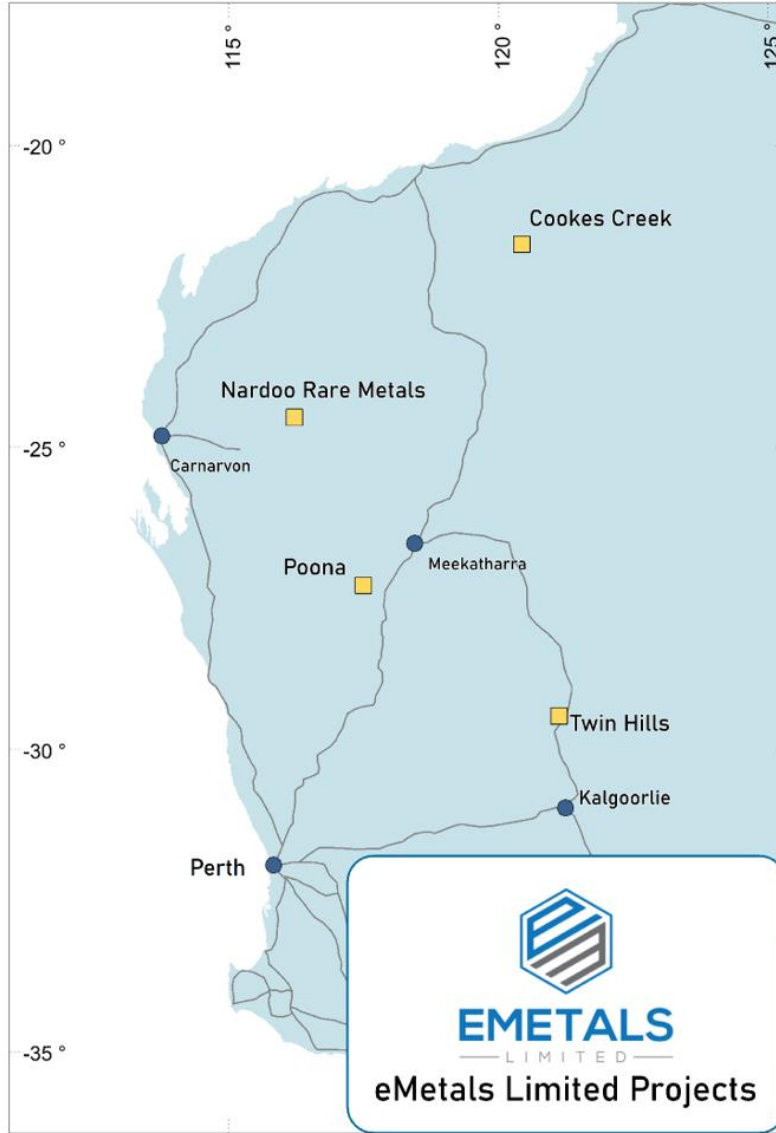 115 °
120 °
125 °
-20 °
Cookes Creek
Nardoo Rare Metals
-25 °
Carnarvon
Poona
Meekatharra
Twin Hills
-30 °
Kalgoorlie
Perth
EMETALS
LIMITED
-35 °
eMetals Limited Projects